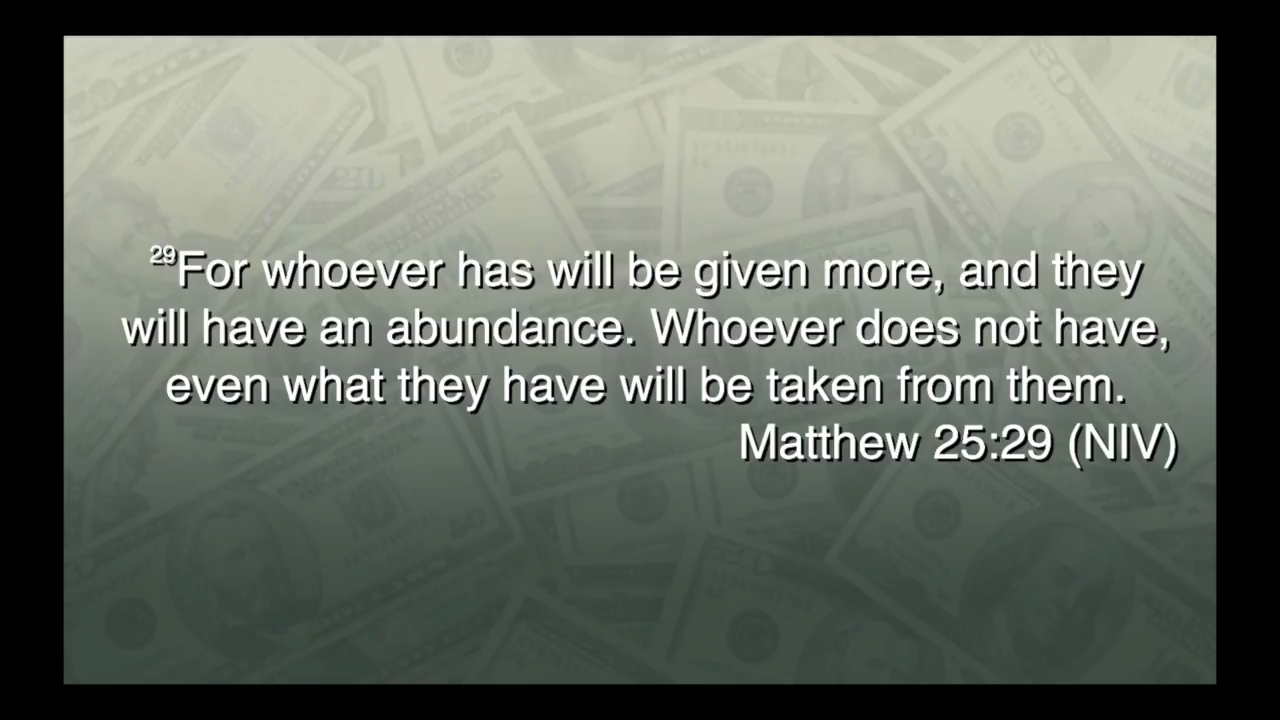 29For whoever has will be given more, and they
will have an abundance. Whoever does not have,
even what they have will be taken from them.
Matthew 25:29 (NIV)